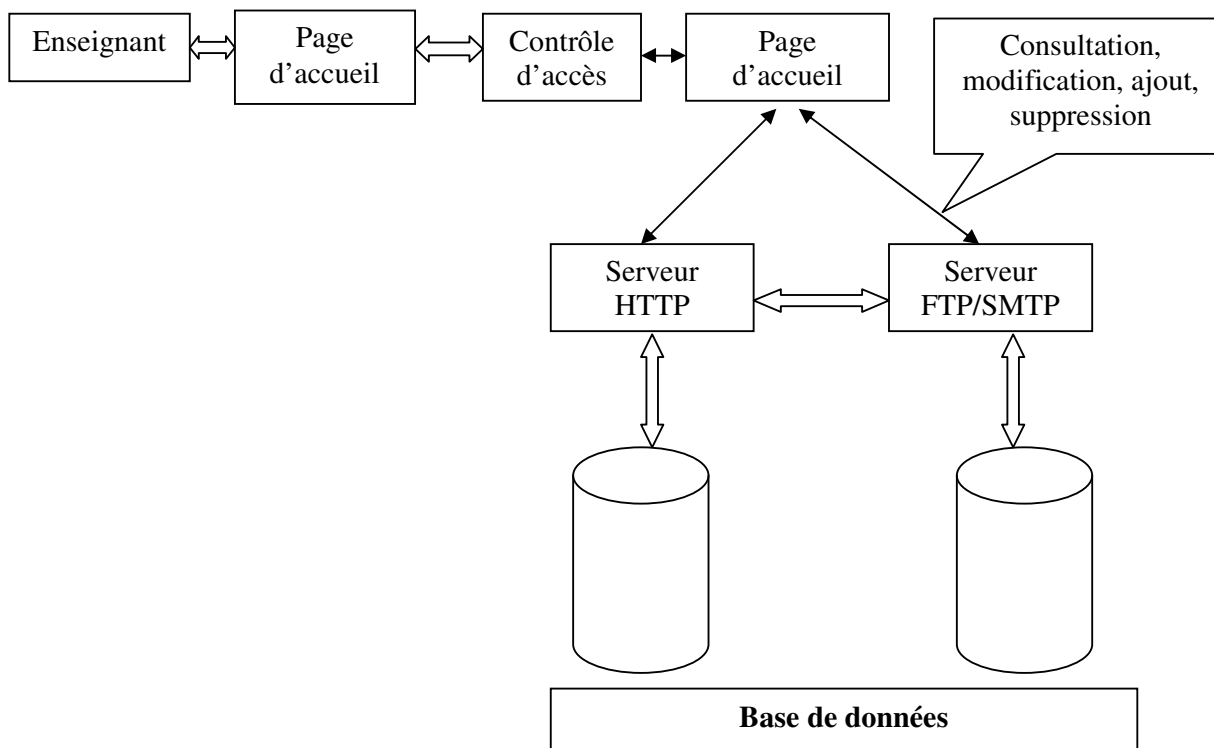 Enseignant
Page
d’accueil
Contrôle
d’accès
Page
d’accueil
Consultation,
modification, ajout,
suppression
Serveur
HTTP
Serveur
FTP/SMTP
Base de données